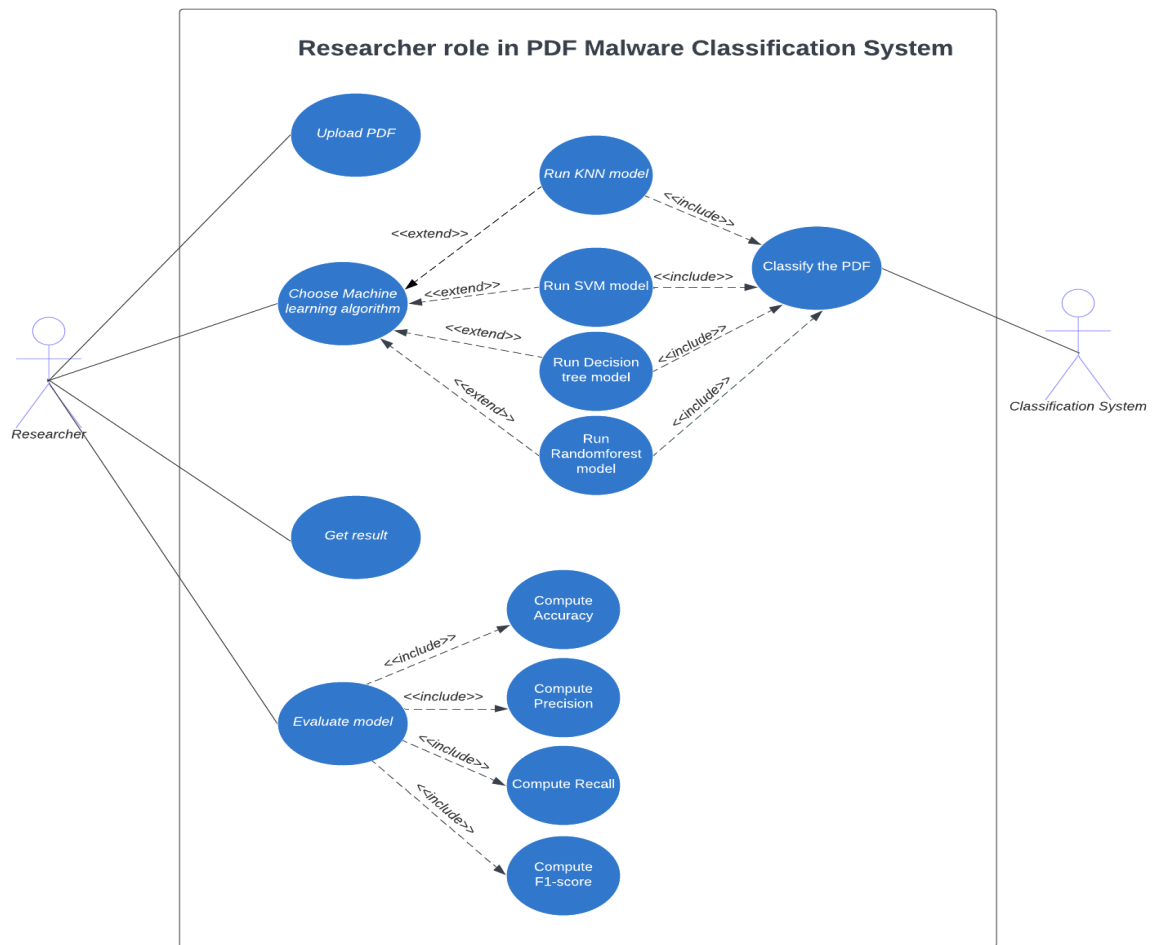 Researcher role in PDF Malware Classification System
Upload PDF
Run KNN model
<<include>>
<<extend>>
Classify the PDF
Choose Machine
learning algorithm
<<extend>>
Run SVM model
<<include>>
<<extend>>
Run Decision
tree model
<<include>>
<<extend>>
Run
Randomforest
model
<<include>>
Researcher
Classification System
Get result
Compute
Accuracy
<<include>>
Evaluate model
<<include>>
Compute
Precision
<<include>>
Compute Recall
<<include>>
Compute
F1-score